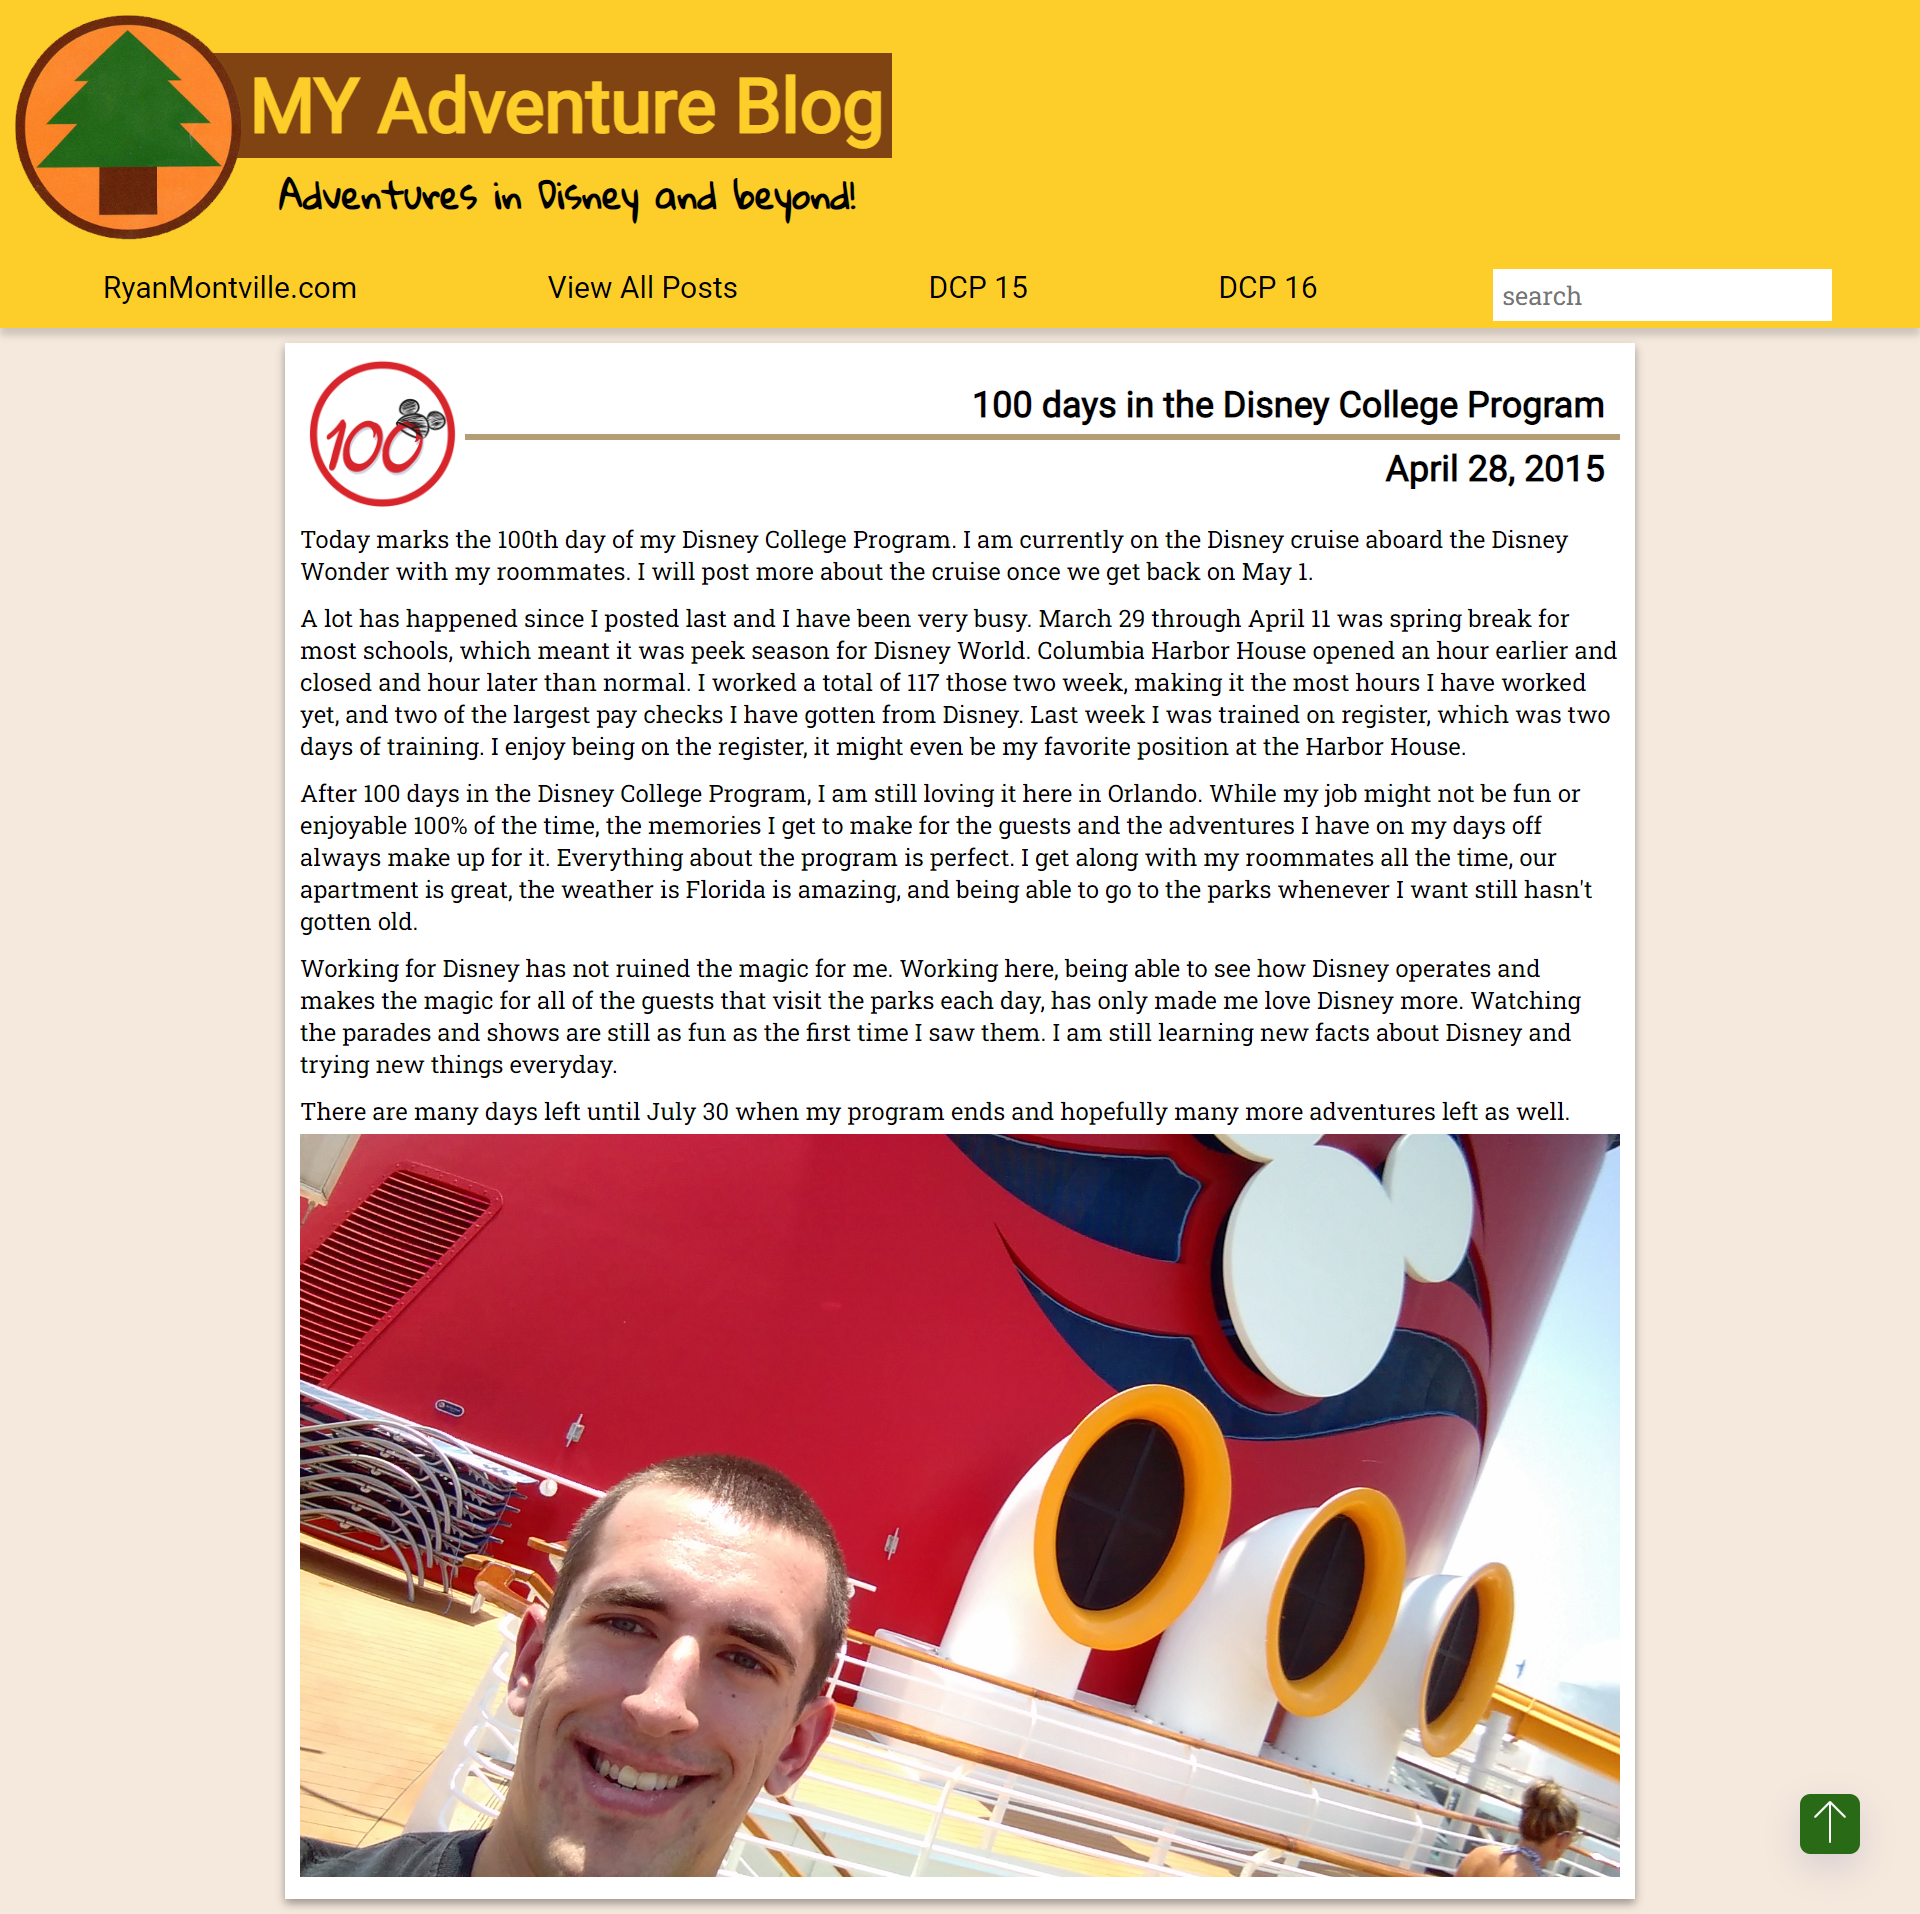 MY Adventure Blog
Adventures in Disney and beyond!
RyanMontville.com
View All Posts
DCP 15
DCP 16
search
100
100 days in the Disney College Program
April 28, 2015
Today marks the 100th day of my Disney College Program. I am currently on the Disney cruise aboard the Disney
Wonder with my roommates. I will post more about the cruise once we get back on May 1.
A lot has happened since I posted last and I have been very busy. March 29 through April 11 was spring break for
most schools, which meant it was peek season for Disney World. Columbia Harbor House opened an hour earlier and
closed and hour later than normal. I worked a total of 117 those two week, making it the most hours I have worked
yet, and two of the largest pay checks I have gotten from Disney. Last week I was trained on register, which was two
days of training. I enjoy being on the register, it might even be my favorite position at the Harbor House.
After 100 days in the Disney College Program, I am still loving it here in Orlando. While my job might not be fun or
enjoyable 100% of the time, the memories I get to make for the guests and the adventures I have on my days off
always make up for it. Everything about the program is perfect. I get along with my roommates all the time, our
apartment is great, the weather is Florida is amazing, and being able to go to the parks whenever I want still hasn't
gotten old.
Working for Disney has not ruined the magic for me. Working here, being able to see how Disney operates and
makes the magic for all of the guests that visit the parks each day, has only made me love Disney more. Watching
the parades and shows are still as fun as the first time I saw them. I am still learning new facts about Disney and
trying new things everyday.
There are many days left until July 30 when my program ends and hopefully many more adventures left as well.